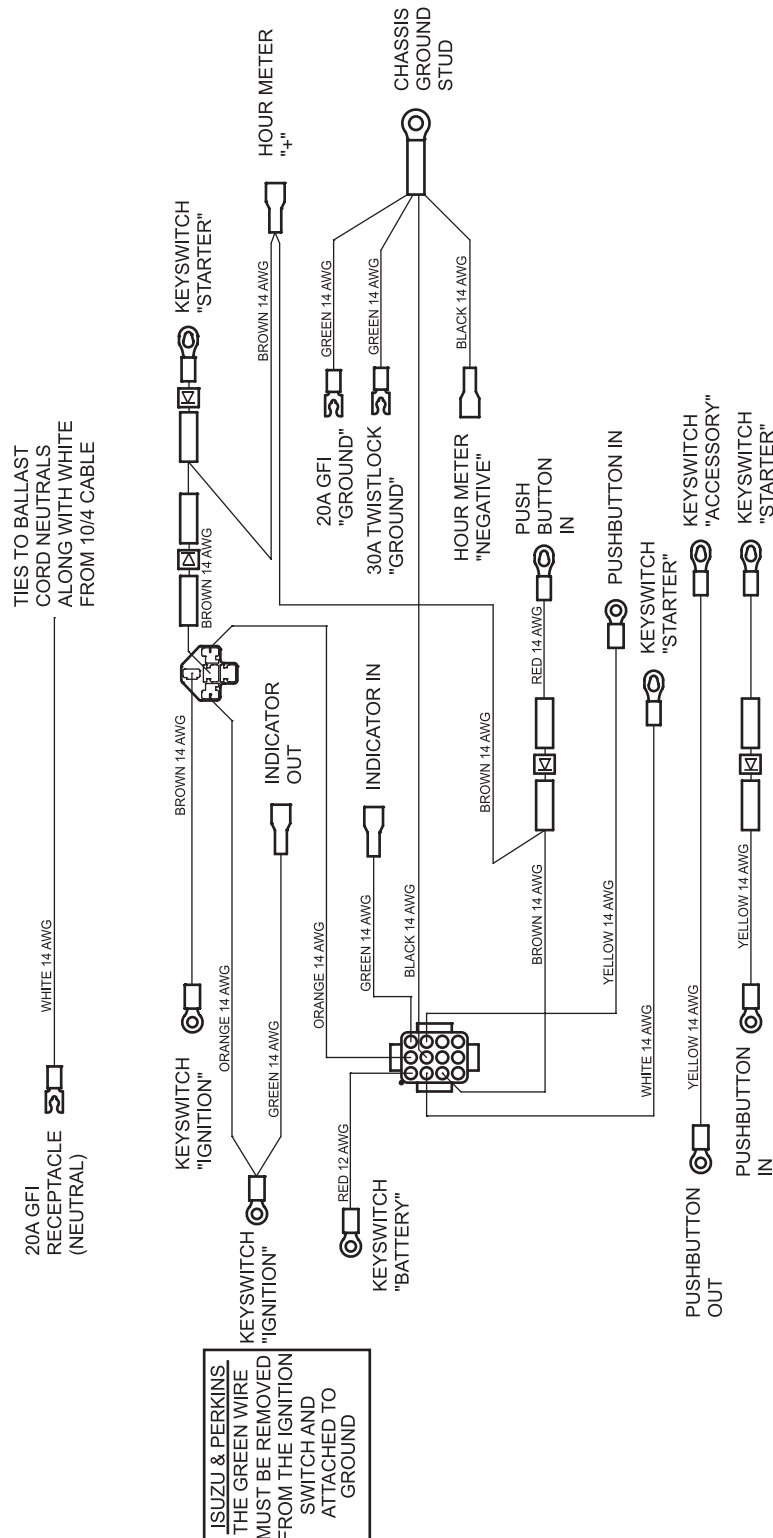 20A GFI
RECEPTACLE
(NEUTRAL)
WHITE 14 AWG
TIES TO BALLAST
CORD NEUTRALS
ALONG WITH WHITE
FROM 10/4 CABLE
KEYSWITCH
"IGNITION"
BROWN 14 AWG
BROWN 14 AWG
KEYSWITCH
"STARTER"
BROWN 14 AWG
HOUR METER
"+"
ISUZU & PERKINS
THE GREEN WIRE
MUST BE REMOVED
FROM THE IGNITION
SWITCH AND
ATTACHED TO
GROUND
KEYSWITCH
"IGNITION"
ORANGE 14 AWG
GREEN 14 AWG
INDICATOR
OUT
ORANGE 14 AWG
KEYSWITCH
"BATTERY"
RED 12 AWG
GREEN 14 AWG
INDICATOR IN
BLACK 14 AWG
20A GFI
"GROUND"
GREEN 14 AWG
30A TWISTLOCK
"GROUND"
GREEN 14 AWG
HOUR METER
"NEGATIVE"
BLACK 14 AWG
CHASSIS
GROUND
STUD
BROWN 14 AWG
BROWN 14 AWG
RED 14 AWG
PUSH
BUTTON
IN
YELLOW 14 AWG
PUSHBUTTON IN
WHITE 14 AWG
KEYSWITCH
"STARTER"
PUSHBUTTON
OUT
YELLOW 14 AWG
KEYSWITCH
"ACCESSORY"
PUSHBUTTON
IN
YELLOW 14 AWG
KEYSWITCH
"STARTER"